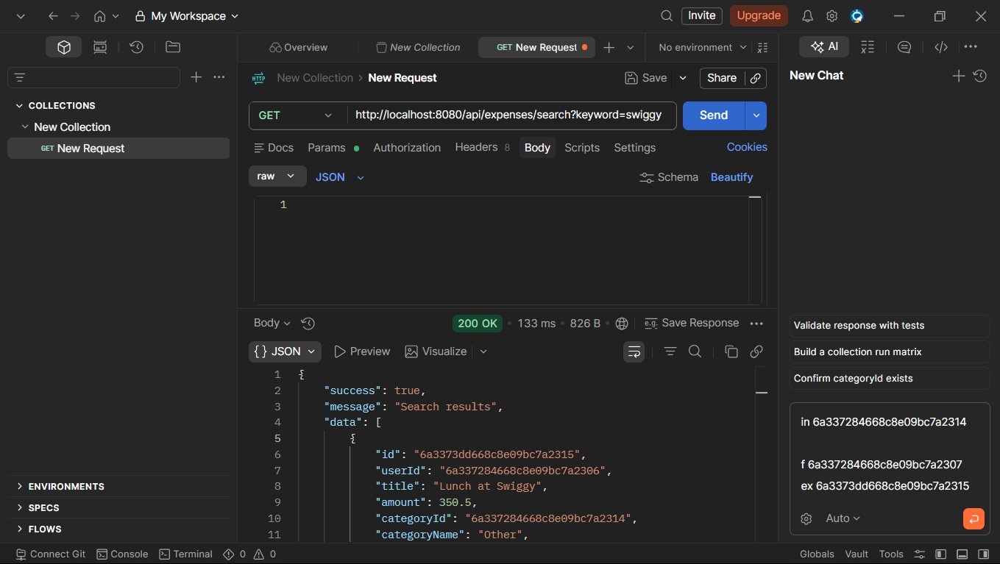 My Workspace
Invite
Upgrade
Overview
New Collection
GET New Request
No environment
AI
New Collection > New Request
Save
Share
New Chat
COLLECTIONS
New Collection
GET New Request
GET
http://localhost:8080/api/expenses/search?keyword=swiggy
Send
Docs
Params
Authorization
Headers 8
Body
Scripts
Settings
Cookies
raw
JSON
Schema
Beautify
1
Body
200 OK
133 ms
826 B
e.g. Save Response
{} JSON
Preview
Visualize
1 {
2 "success": true,
3 "message": "Search results",
4 "data": [
5 {
6 "id": "6a3373dd668c8e09bc7a2315",
7 "userId": "6a337284668c8e09bc7a2306",
8 "title": "Lunch at Swiggy",
9 "amount": 350.5,
10 "categoryId": "6a337284668c8e09bc7a2314",
11 "categoryName": "Other",
Validate response with tests
Build a collection run matrix
Confirm categoryId exists
in 6a337284668c8e09bc7a2314
f 6a337284668c8e09bc7a2307
ex 6a3373dd668c8e09bc7a2315
Auto
ENVIRONMENTS
SPECS
FLOWS
Connect Git
Console
Terminal
0
0
Globals
Vault
Tools